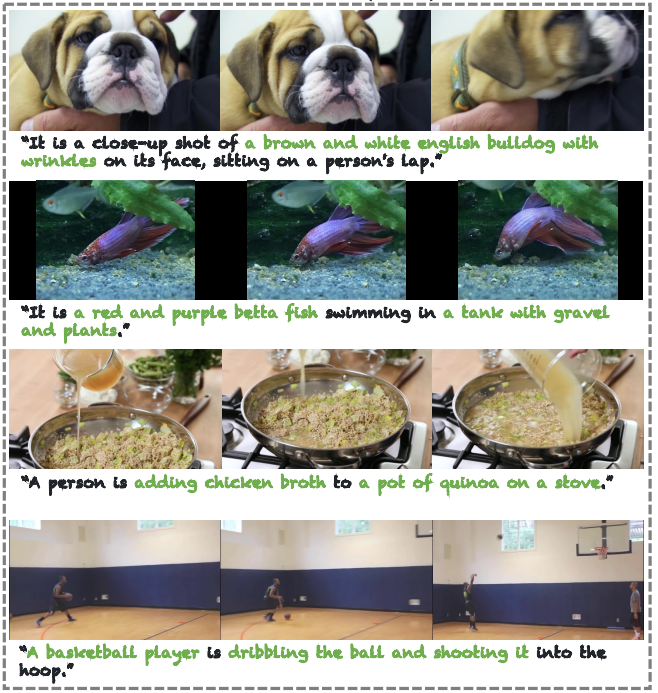 "It is a close-up shot of a brown and white english bulldog with
wrinkles on its face, sitting on a person's lap."
"It is a red and purple betta fish swimming in a tank with gravel
and plants."
"A person is adding chicken broth to a pot of quinoa on a stove."
"A basketball player is dribbling the ball and shooting it into the
hoop."